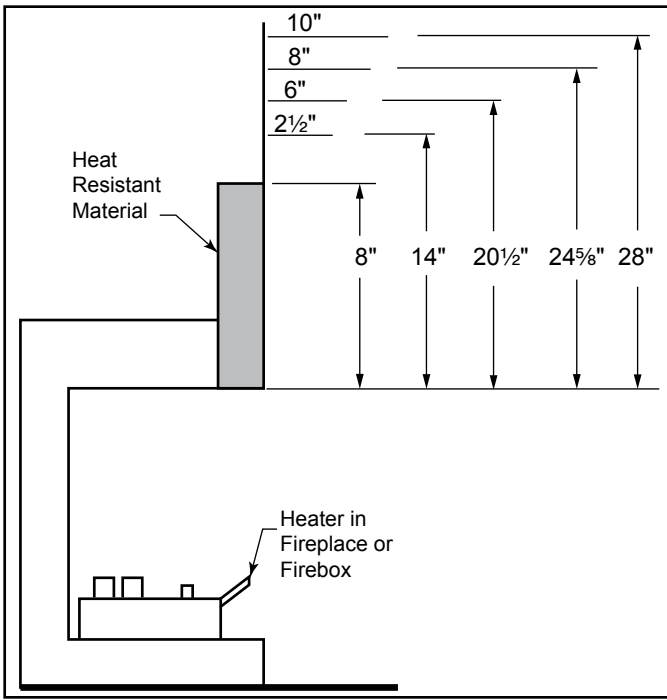 10"
8"
6"
2½"
Heat
Resistant
Material
8" 14" 20½" 24⅝" 28"
Heater in
Fireplace or
Firebox